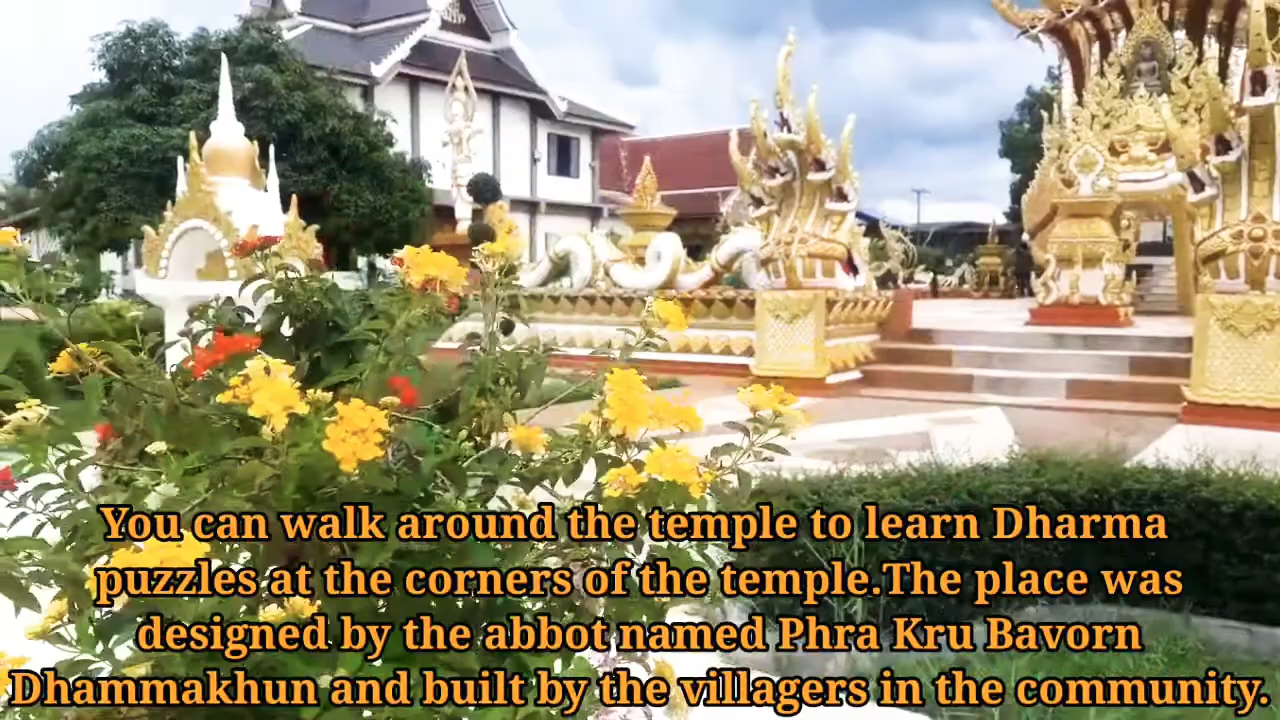 You can walk around the temple to learn Dharma
puzzles at the corners of the temple.The place was
designed by the abbot named Phra Kru Bavorn
Dhammakhun and built by the villagers in the community.